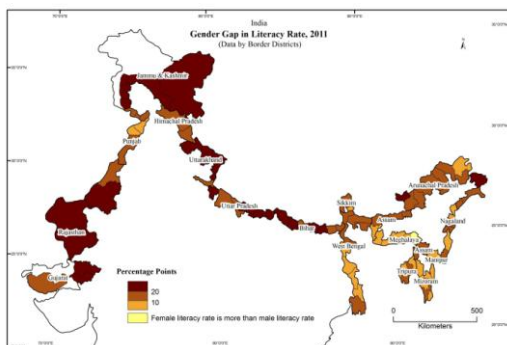 India
Gender Gap in Literacy Rate, 2011
(Data by Border Districts)
Jammu & Kashmir
Himachal Pradesh
Punjab
Uttarakhand
Arunachal Pradesh
Uttar Pradesh
Sikkim
Rajasthan
Assam
Nagaland
Bihar
Meghalaya
West Bengal
Assam
Manipur
Gujarat
Tripura
Mizoram
Percentage Points
20
10
Female literacy rate is more than male literacy rate
0 500
Kilometers